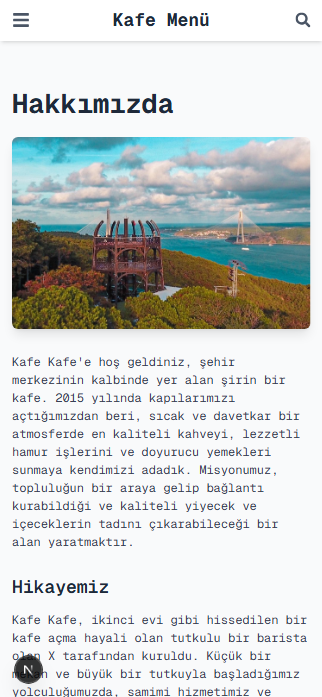 Kafe Menü
Hakkımızda
Kafe Kafe'e hoş geldiniz, şehir
merkezinin kalbinde yer alan şirin bir
kafe. 2015 yılında kapılarımızı
açtığımızdan beri, sıcak ve davetkar bir
atmosferde en kaliteli kahveyi, lezzetli
hamur işlerini ve doyurucu yemekleri
sunmaya kendimizi adadık. Misyonumuz,
topluluğun bir araya gelip bağlantı
kurabildiği ve kaliteli yiyecek ve
içeceklerin tadını çıkarabileceği bir
alan yaratmaktır.
Hikayemiz
Kafe Kafe, ikinci evi gibi hissedilen bir
kafe açma hayali olan tutkulu bir barista
olan X tarafından kuruldu. Küçük bir
ve büyük bir tutkuyla başladığımız
yolculuğumuzda, samimi hizmetimiz ve
N